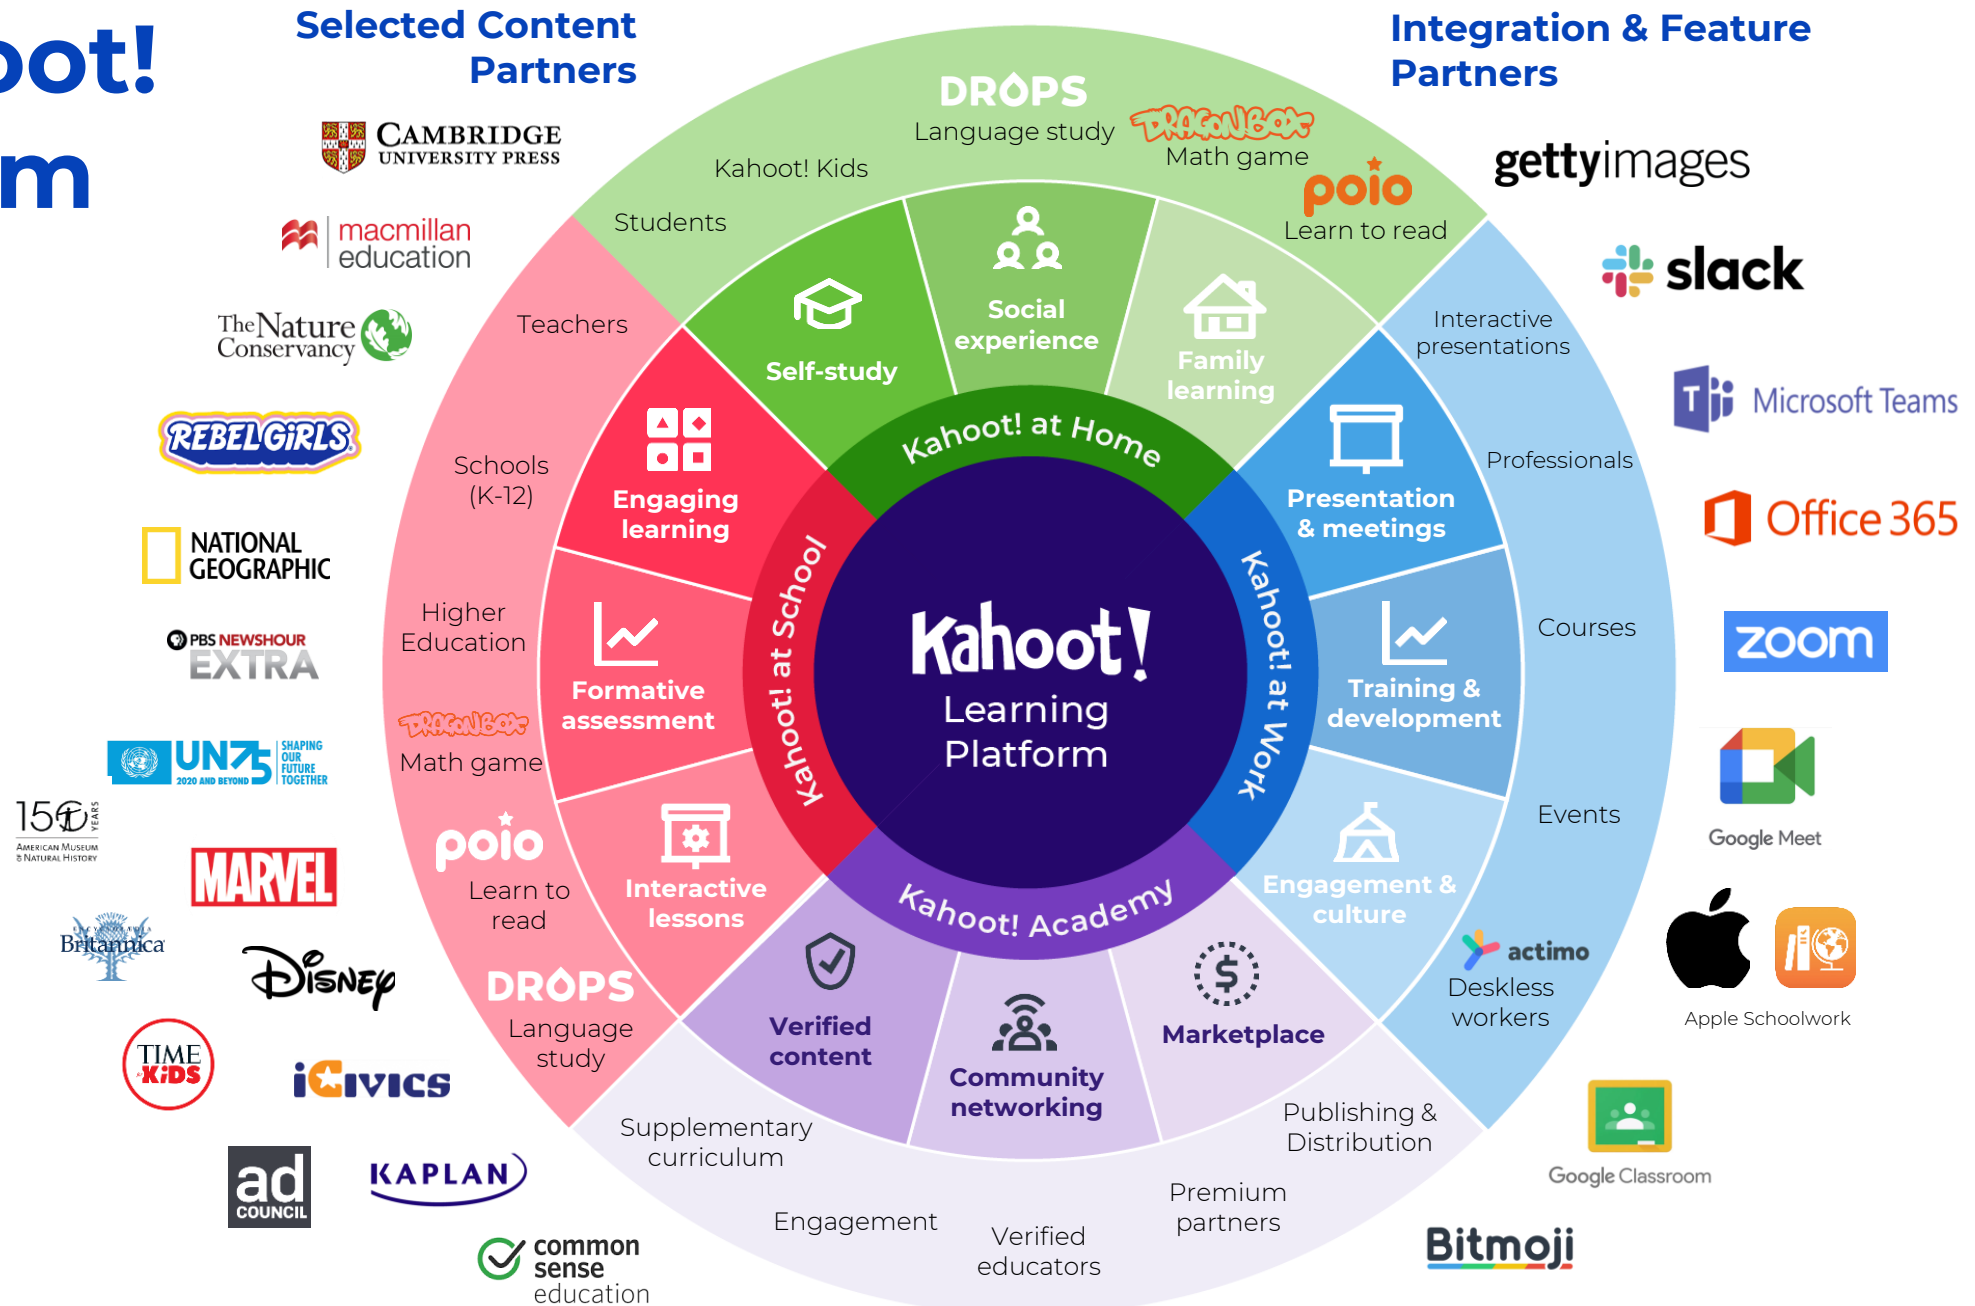 oot!
m
Selected Content
Partners
CAMBRIDGE
UNIVERSITY PRESS
macmillan
education
The Nature
Conservancy
REBEL GiRLS
NATIONAL
GEOGRAPHIC
PBS NEWSHOUR
EXTRA
UN75
2020 AND BEYOND
SHAPING
OUR
FUTURE
TOGETHER
150
YEARS
AMERICAN MUSEUM
& NATURAL HISTORY
MARVEL
ENCYCLOPÆDIA
Britannica
DISNEY
TIME
for KiDS
iCivics
ad
COUNCIL
KAPLAN
common
sense
education
DROPS
Language study
DRAGONBOX
Math game
poio
Learn to read
Kahoot! Kids
Students
Self-study
Social
experience
Family
learning
Kahoot! at Home
Teachers
Schools
(K-12)
Higher
Education
DRAGONBOX
Math game
poio
Learn to
read
DROPS
Language
study
Engaging
learning
Formative
assessment
Interactive
lessons
Kahoot! at School
Kahoot!
Learning
Platform
Kahoot! at Work
Presentation
& meetings
Training &
development
Engagement &
culture
Interactive
presentations
Professionals
Courses
Events
actimo
Deskless
workers
Kahoot! Academy
Verified
content
Community
networking
Marketplace
Supplementary
curriculum
Engagement
Verified
educators
Premium
partners
Publishing &
Distribution
Integration & Feature
Partners
gettyimages
slack
T Microsoft Teams
Office 365
zoom
Google Meet
Apple Schoolwork
Google Classroom
Bitmoji